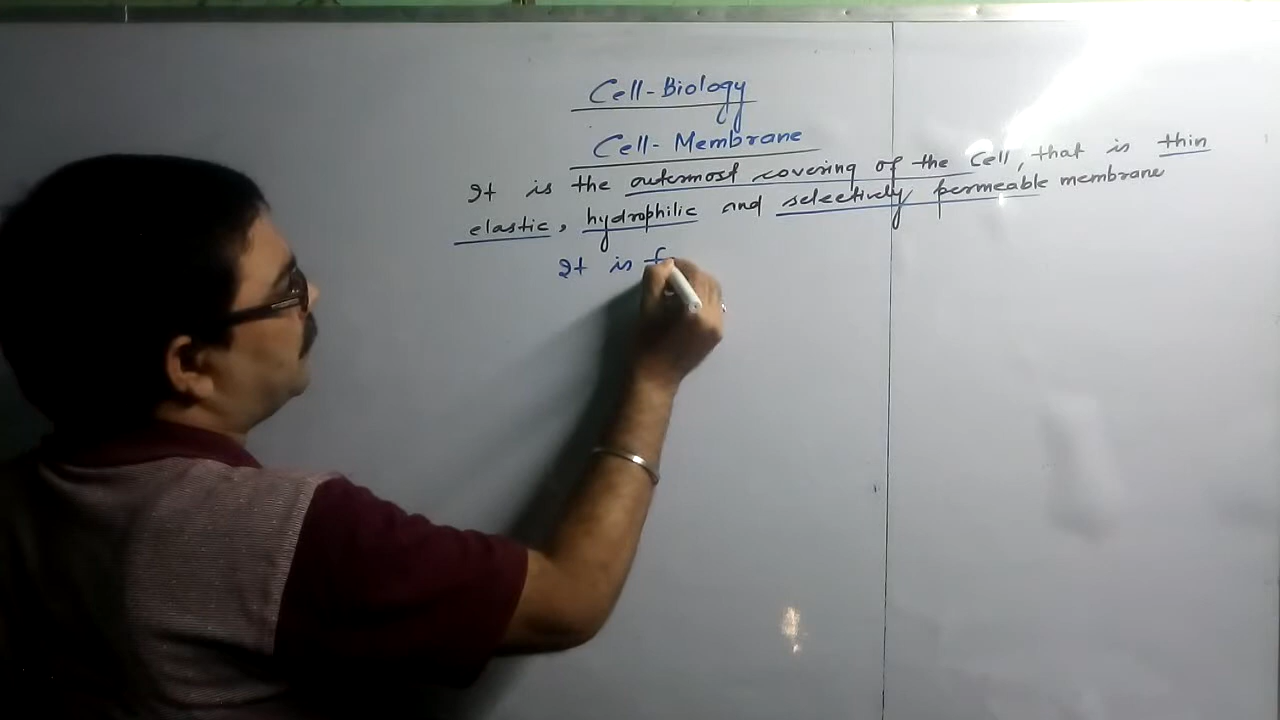 Cell-Biology
Cell-Membrane
It is the outermost covering of the Cell, that is thin
elastic, hydrophilic and selectively permeable membrane
It is f